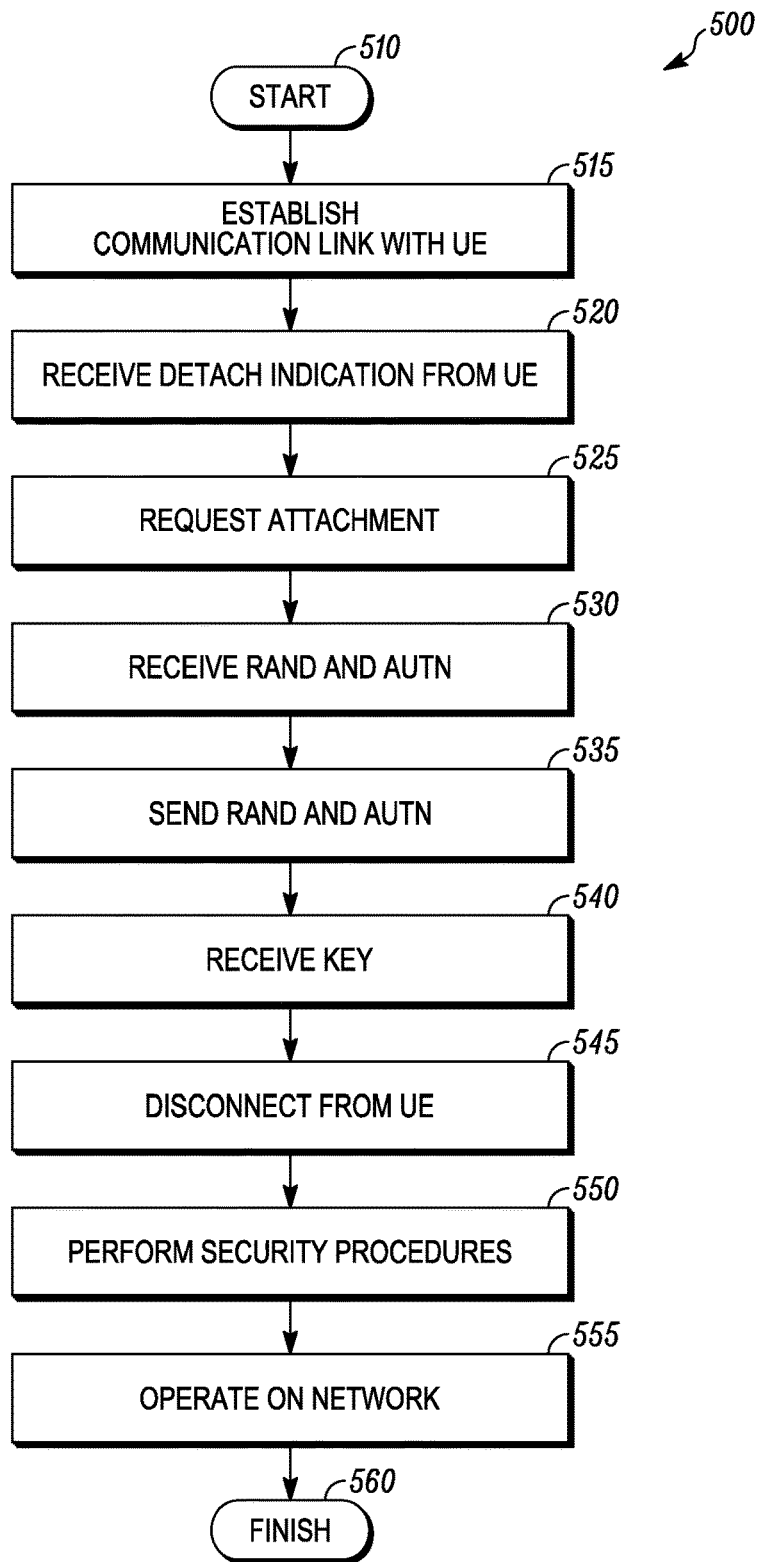 500
510
START
515
ESTABLISH
COMMUNICATION LINK WITH UE
520
RECEIVE DETACH INDICATION FROM UE
525
REQUEST ATTACHMENT
530
RECEIVE RAND AND AUTN
535
SEND RAND AND AUTN
540
RECEIVE KEY
545
DISCONNECT FROM UE
550
PERFORM SECURITY PROCEDURES
555
OPERATE ON NETWORK
560
FINISH